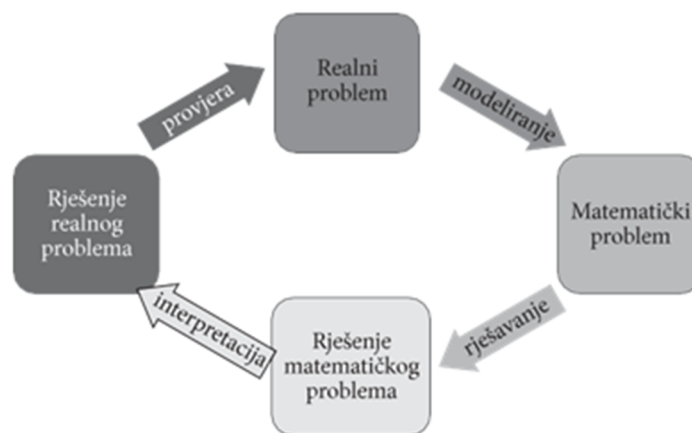 Realni
problem
modeliranje
Matematički
problem
rješavanje
Rješenje
matematičkog
problema
interpretacija
Rješenje
realnog
problema
provjera